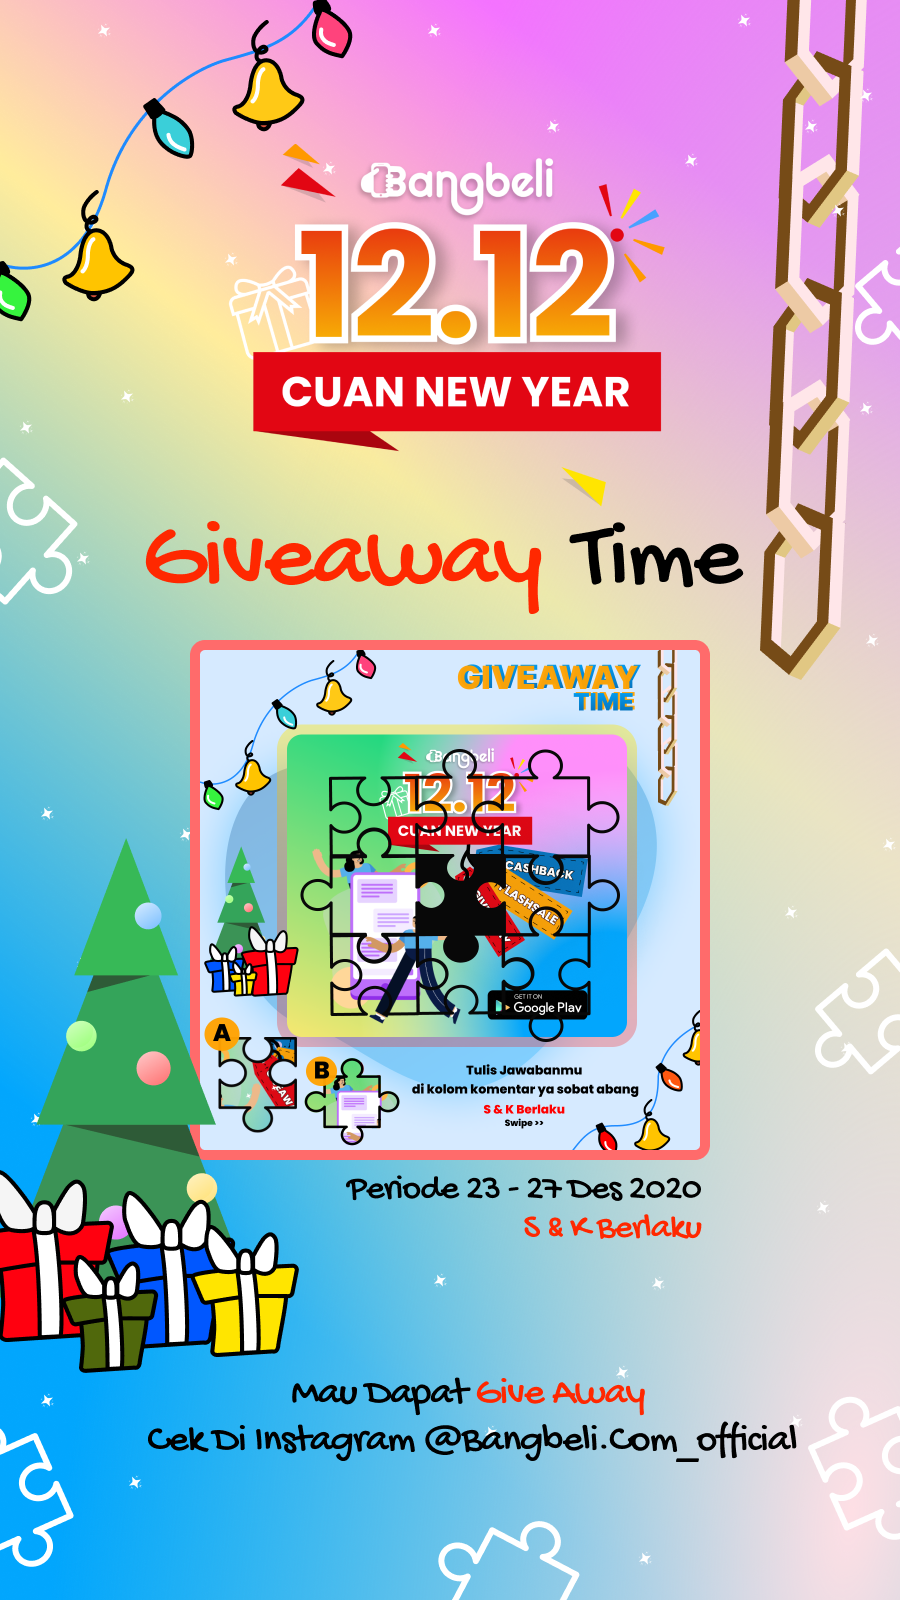 Bangbeli
12.12
CUAN NEW YEAR
Giveaway Time
GIVEAWAY
TIME
Bangbeli
12.12
CUAN NEW YEAR
CASHBACK
FLASHSALE
GET IT ON
Google Play
A
B
Tulis Jawabanmu
di kolom komentar ya sobat abang
S & K Berlaku
Swipe >>
Periode 23 - 27 Des 2020
S & K Berlaku
Mau Dapat Give Away
Cek Di Instagram @Bangbeli.Com_official